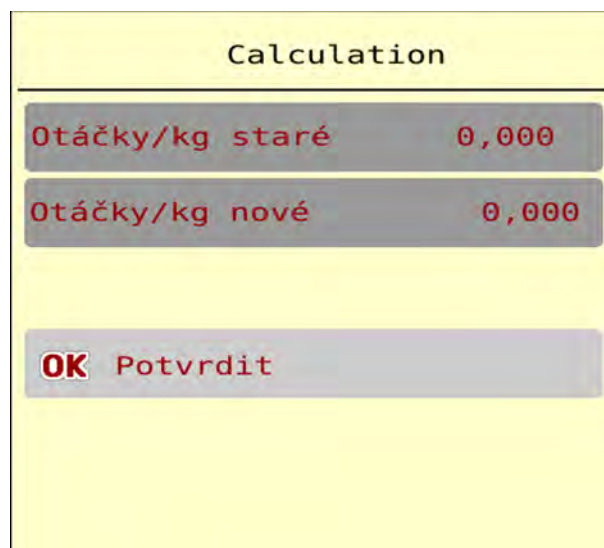 Calculation
Otáčky/kg staré 0,000
Otáčky/kg nové 0,000
OK Potvrdit